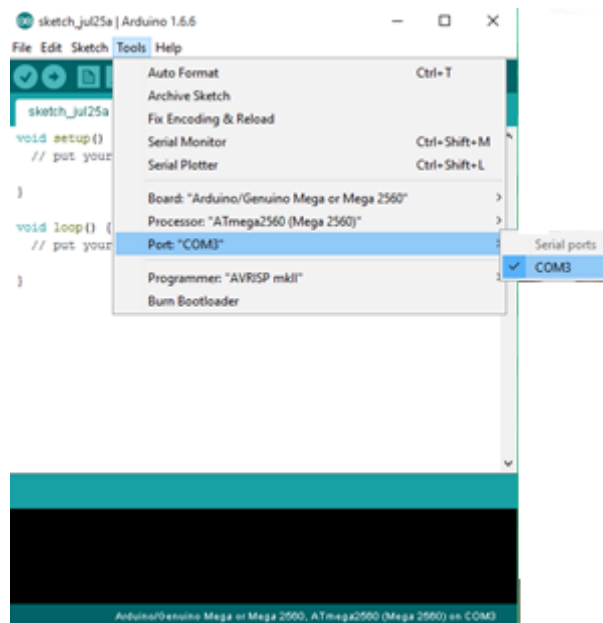 sketch_jul25a | Arduino 1.6.6
File Edit Sketch Tools Help
sketch_jul25a
void setup()
// put your
}
void loop() {
// put your
}
Auto Format Ctrl+T
Archive Sketch
Fix Encoding & Reload
Serial Monitor Ctrl+Shift+M
Serial Plotter Ctrl+Shift+L
Board: "Arduino/Genuino Mega or Mega 2560"
Processor: "ATmega2560 (Mega 2560)"
Port: "COM3"
Programmer: "AVRISP mkII"
Burn Bootloader
Serial ports
COM3
Arduino/Genuino Mega or Mega 2560, ATmega2560 (Mega 2560) on COM3